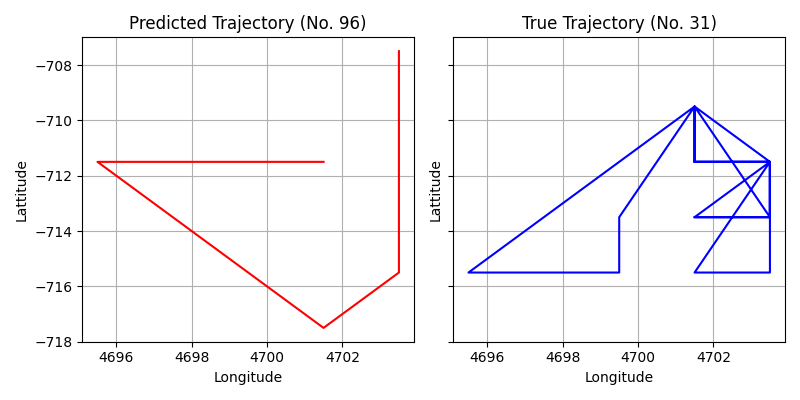 Predicted Trajectory (No. 96)
−708
−710
−712
−714
−716
−718
Lattitude
4696 4698 4700 4702
Longitude
True Trajectory (No. 31)
Lattitude
4696 4698 4700 4702
Longitude